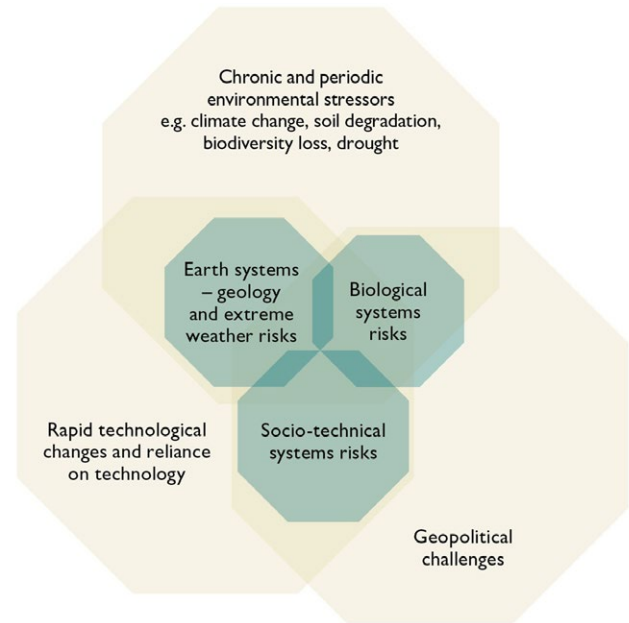 Chronic and periodic
environmental stressors
e.g. climate change, soil degradation,
biodiversity loss, drought
Earth systems
– geology
and extreme
weather risks
Biological
systems
risks
Rapid technological
changes and reliance
on technology
Socio-technical
systems risks
Geopolitical
challenges